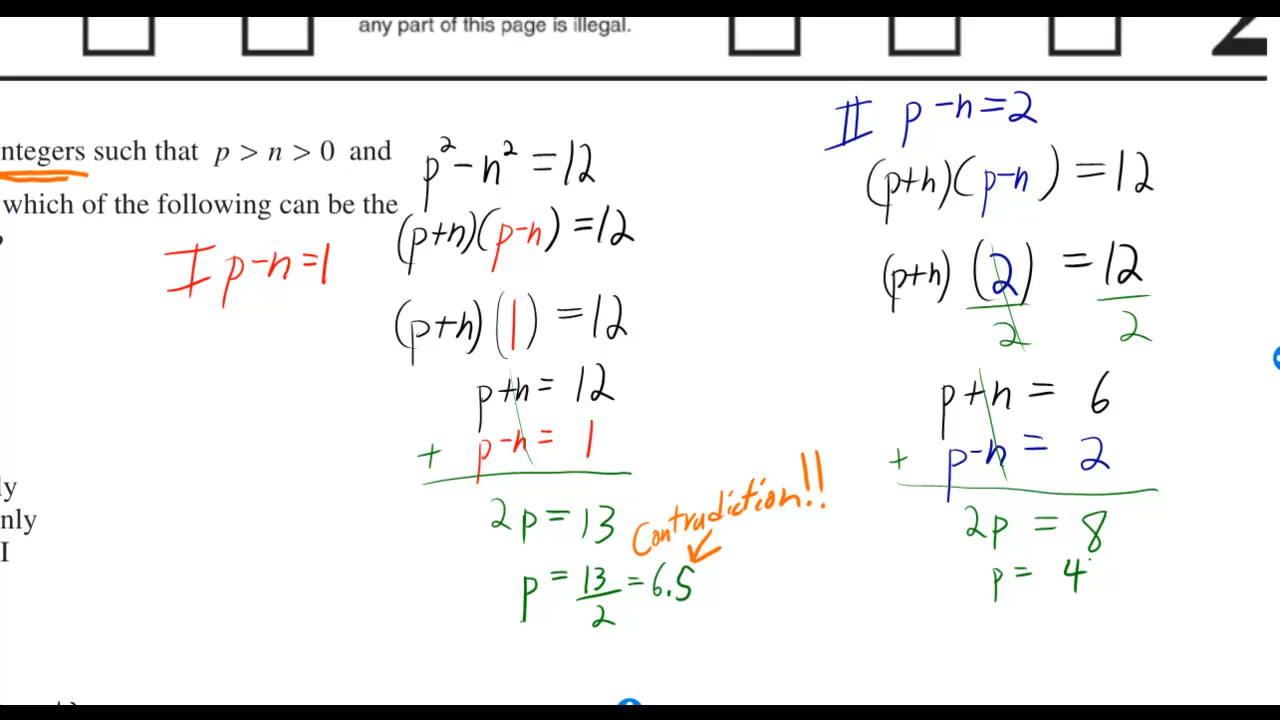 any part of this page is illegal.
ntegers such that p > n > 0 and
which of the following can be the
I p-n=1
ly
nly
I
p² - n² = 12
(p+n)(p-n) = 12
(p+n)(1) = 12
p+n = 12
+ p-n = 1
2p = 13
p = 13/2 = 6.5
Contradiction!!
II p-n=2
(p+n)(p-n) = 12
(p+n)(2)/2 = 12/2
p+n = 6
+ p-n = 2
2p = 8
p = 4